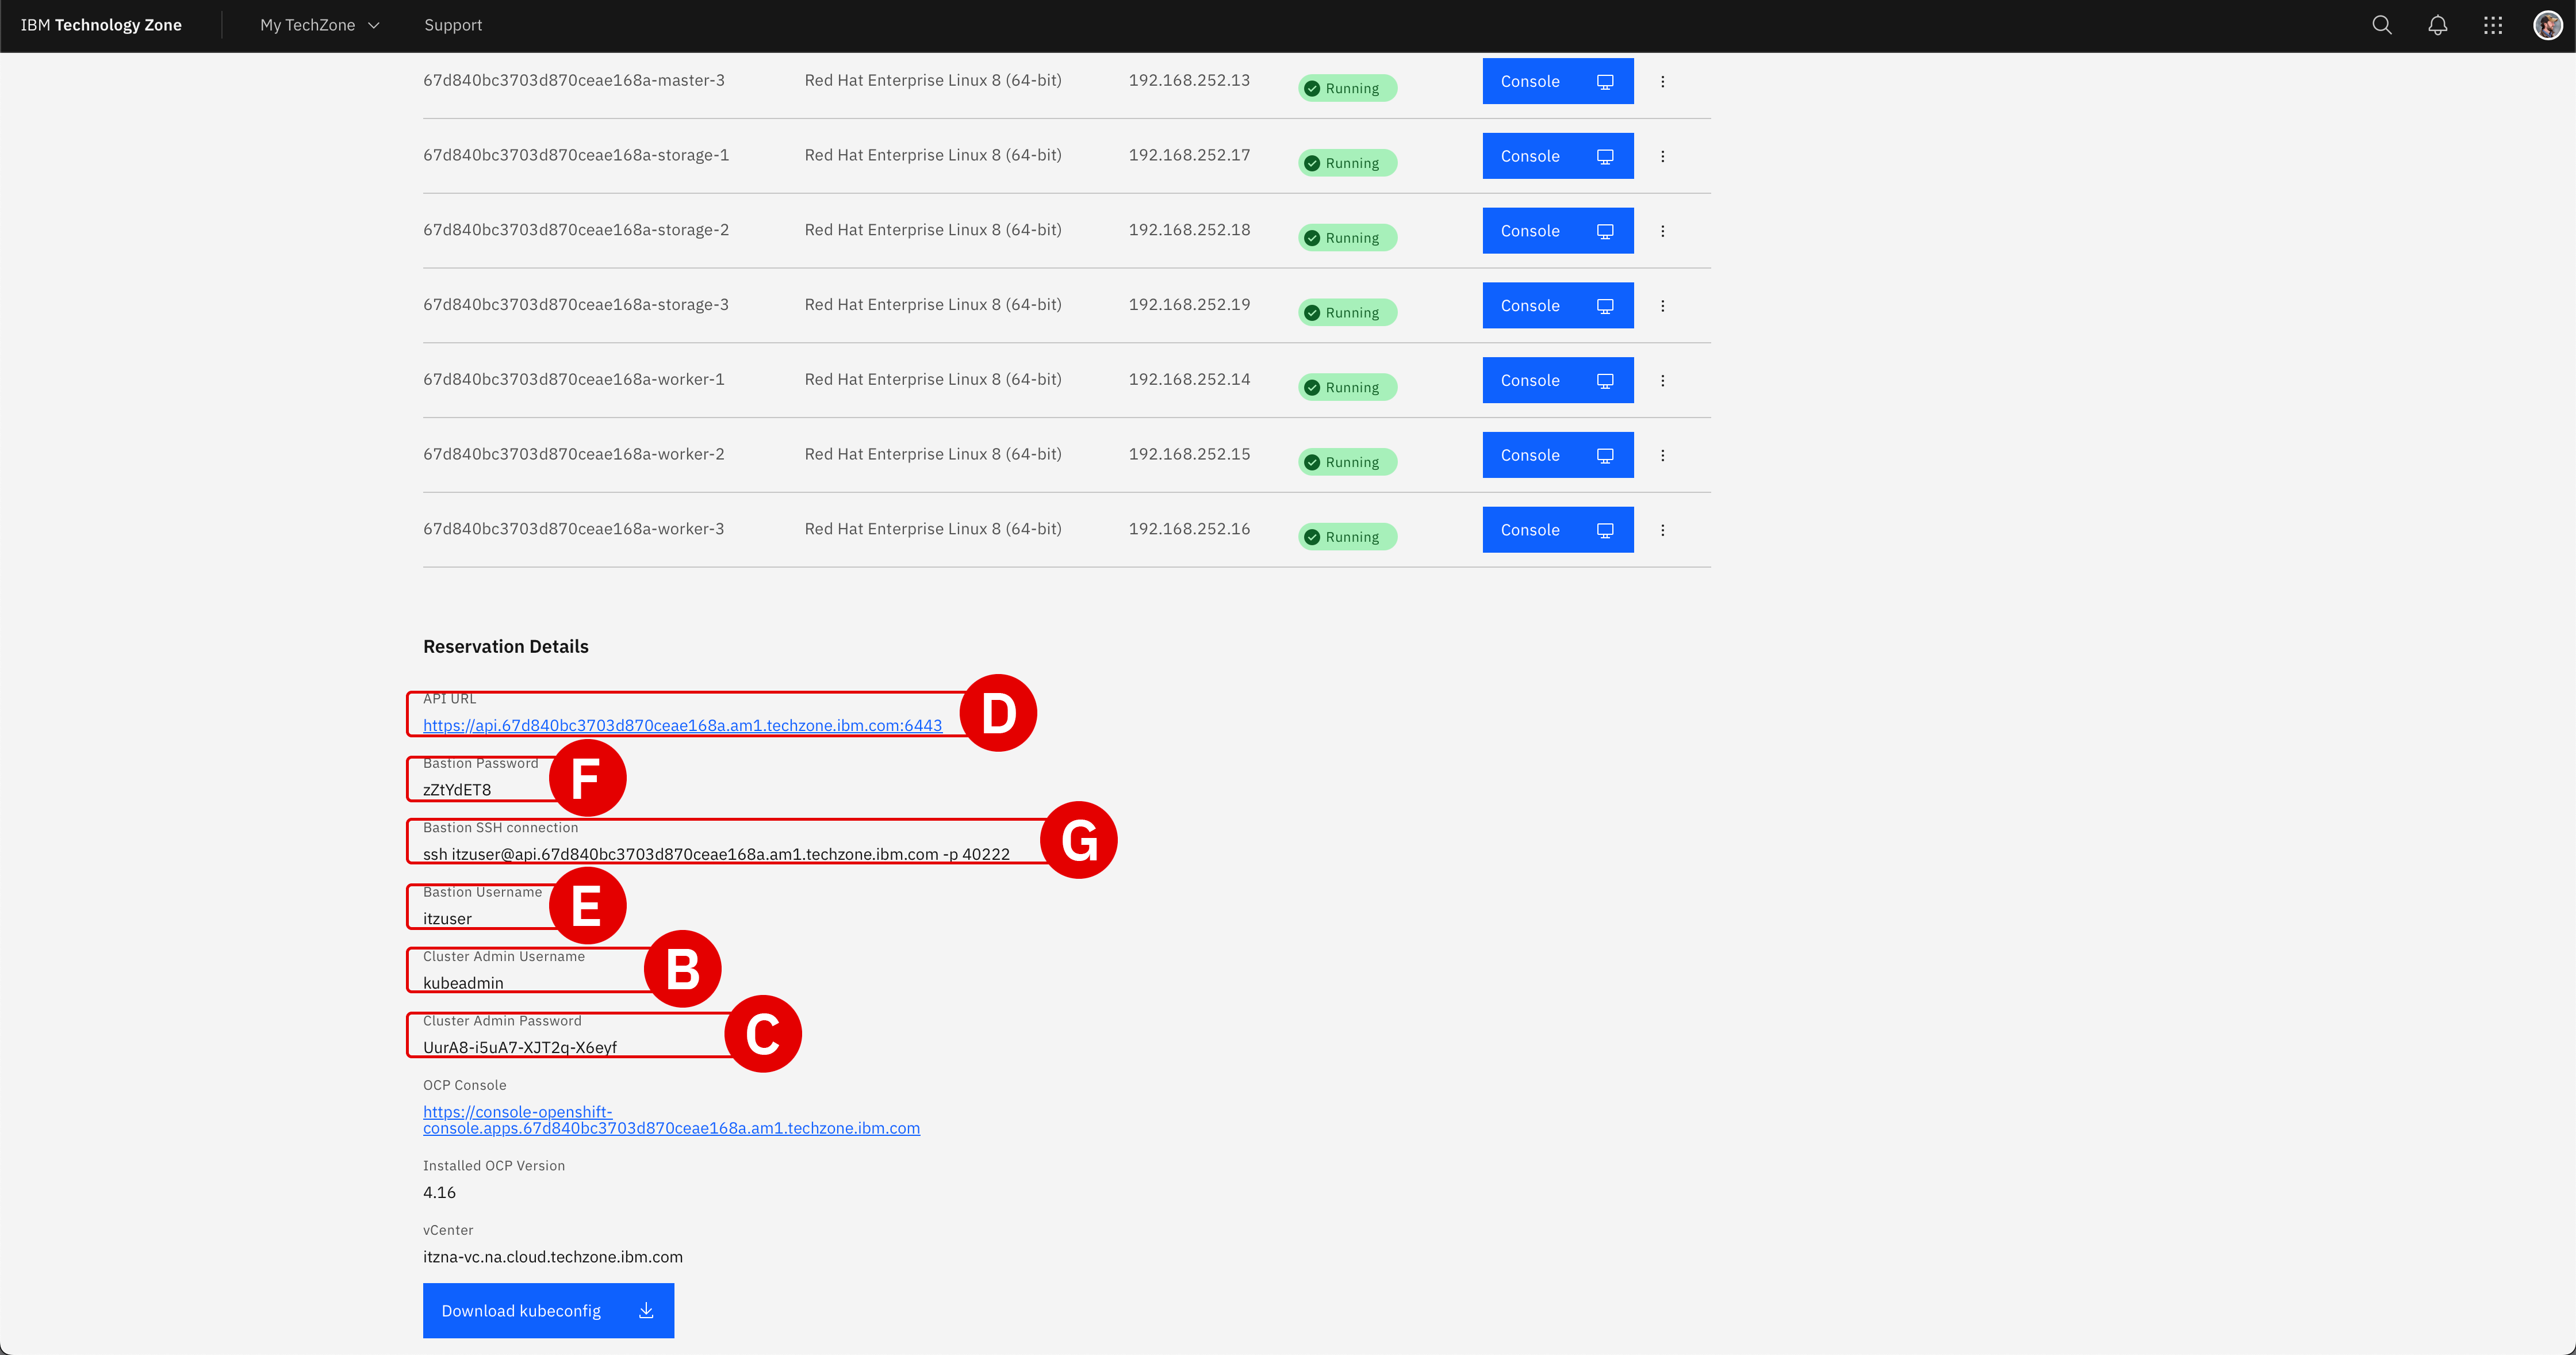 IBM Technology Zone My TechZone Support
67d840bc3703d870ceae168a-master-3 Red Hat Enterprise Linux 8 (64-bit) 192.168.252.13 Running Console
67d840bc3703d870ceae168a-storage-1 Red Hat Enterprise Linux 8 (64-bit) 192.168.252.17 Running Console
67d840bc3703d870ceae168a-storage-2 Red Hat Enterprise Linux 8 (64-bit) 192.168.252.18 Running Console
67d840bc3703d870ceae168a-storage-3 Red Hat Enterprise Linux 8 (64-bit) 192.168.252.19 Running Console
67d840bc3703d870ceae168a-worker-1 Red Hat Enterprise Linux 8 (64-bit) 192.168.252.14 Running Console
67d840bc3703d870ceae168a-worker-2 Red Hat Enterprise Linux 8 (64-bit) 192.168.252.15 Running Console
67d840bc3703d870ceae168a-worker-3 Red Hat Enterprise Linux 8 (64-bit) 192.168.252.16 Running Console
Reservation Details
API URL
https://api.67d840bc3703d870ceae168a.am1.techzone.ibm.com:6443
D
Bastion Password
zZtYdET8
F
Bastion SSH connection
ssh itzuser@api.67d840bc3703d870ceae168a.am1.techzone.ibm.com -p 40222
G
Bastion Username
itzuser
E
Cluster Admin Username
kubeadmin
B
Cluster Admin Password
UurA8-i5uA7-XJT2q-X6eyf
C
OCP Console
https://console-openshift-
console.apps.67d840bc3703d870ceae168a.am1.techzone.ibm.com
Installed OCP Version
4.16
vCenter
itzna-vc.na.cloud.techzone.ibm.com
Download kubeconfig